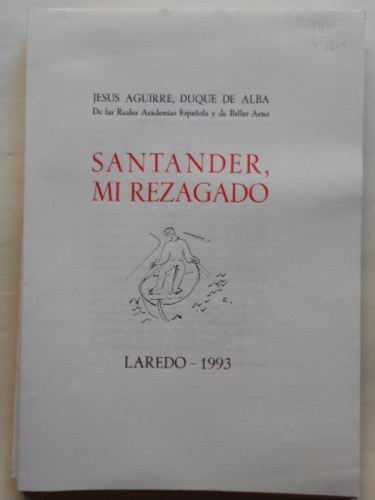 JESUS AGUIRRE, DUQUE DE ALBA
De las Reales Academias Española y de Bellas Artes
SANTANDER,
MI REZAGADO
LAREDO – 1993